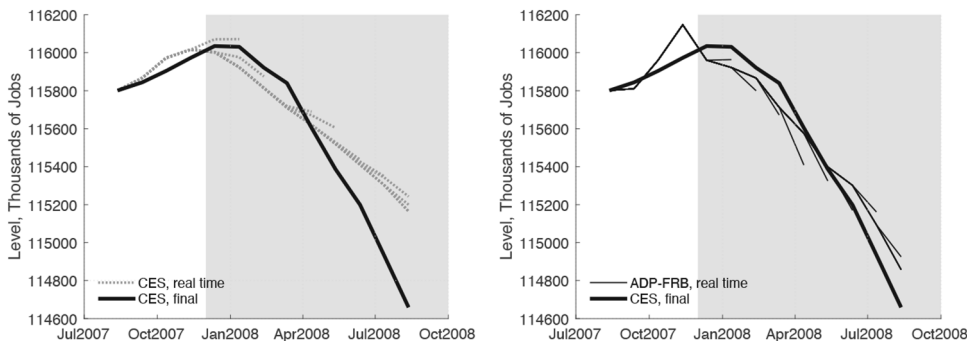 116200
116000
115800
115600
115400
115200
115000
114800
114600
Level, Thousands of Jobs
CES, real time
CES, final
Jul2007 Oct2007 Jan2008 Apr2008 Jul2008 Oct2008
116200
116000
115800
115600
115400
115200
115000
114800
114600
Level, Thousands of Jobs
ADP-FRB, real time
CES, final
Jul2007 Oct2007 Jan2008 Apr2008 Jul2008 Oct2008